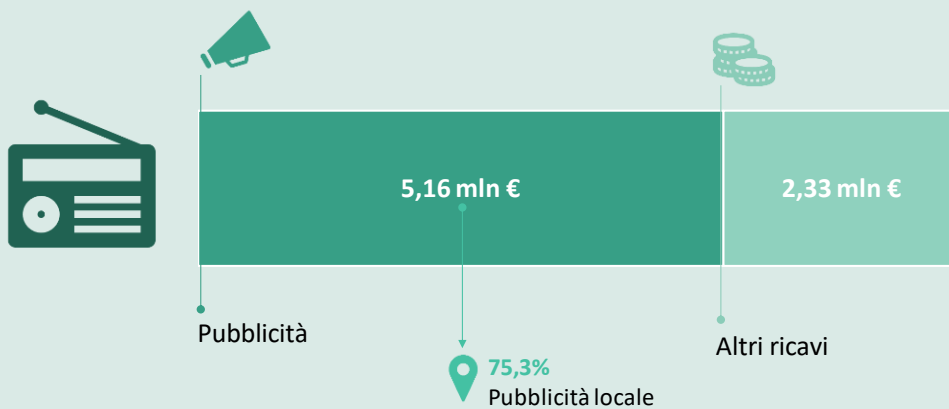 5,16 mln €
2,33 mln €
Pubblicità
Altri ricavi
75,3%
Pubblicità locale